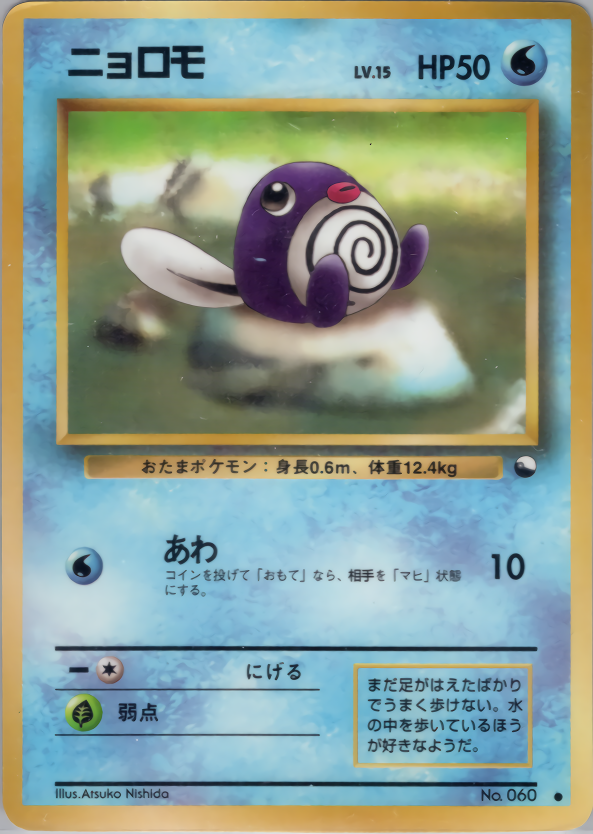 ニョロモ LV.15 HP50
おたまポケモン：身長0.6m、体重12.4kg
あわ 10
コインを投げて「おもて」なら、相手を「マヒ」状態
にする。
ー にげる
弱点
まだ足がはえたばかり
でうまく歩けない。水
の中を歩いているほう
が好きなようだ。
Illus.Atsuko Nishida No. 060